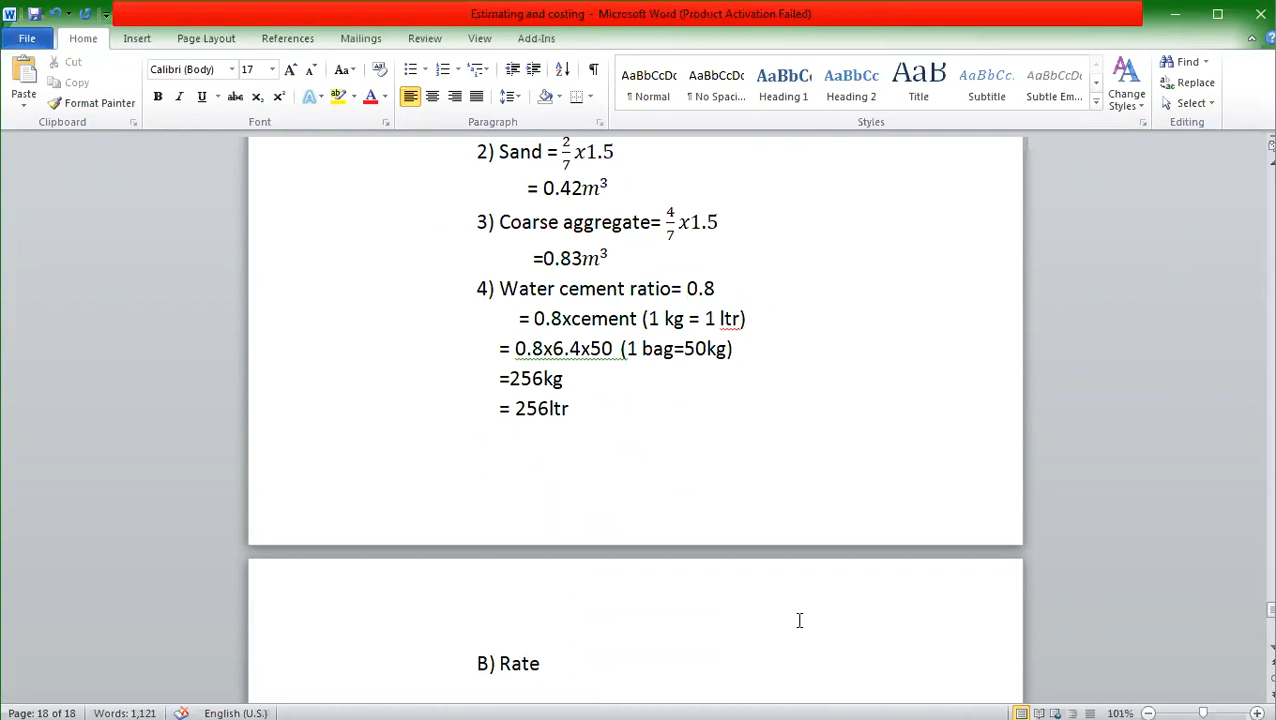 Estimating and costing - Microsoft Word (Product Activation Failed)
File Home Insert Page Layout References Mailings Review View Add-Ins
Cut
Copy
Format Painter
Paste
Clipboard
Calibri (Body) 17
Font
Paragraph
AaBbCcDc AaBbCcDc AaBbC AaBbCc AaB AaBbCc. AaBbCcDc
¶ Normal ¶ No Spaci... Heading 1 Heading 2 Title Subtitle Subtle Em...
Styles
Change Styles
Find
Replace
Select
Editing
2) Sand = 2/7 x1.5
= 0.42m³
3) Coarse aggregate= 4/7 x1.5
=0.83m³
4) Water cement ratio= 0.8
= 0.8xcement (1 kg = 1 ltr)
= 0.8x6.4x50 (1 bag=50kg)
=256kg
= 256ltr
B) Rate
Page: 18 of 18 Words: 1,121 English (U.S.) 101%